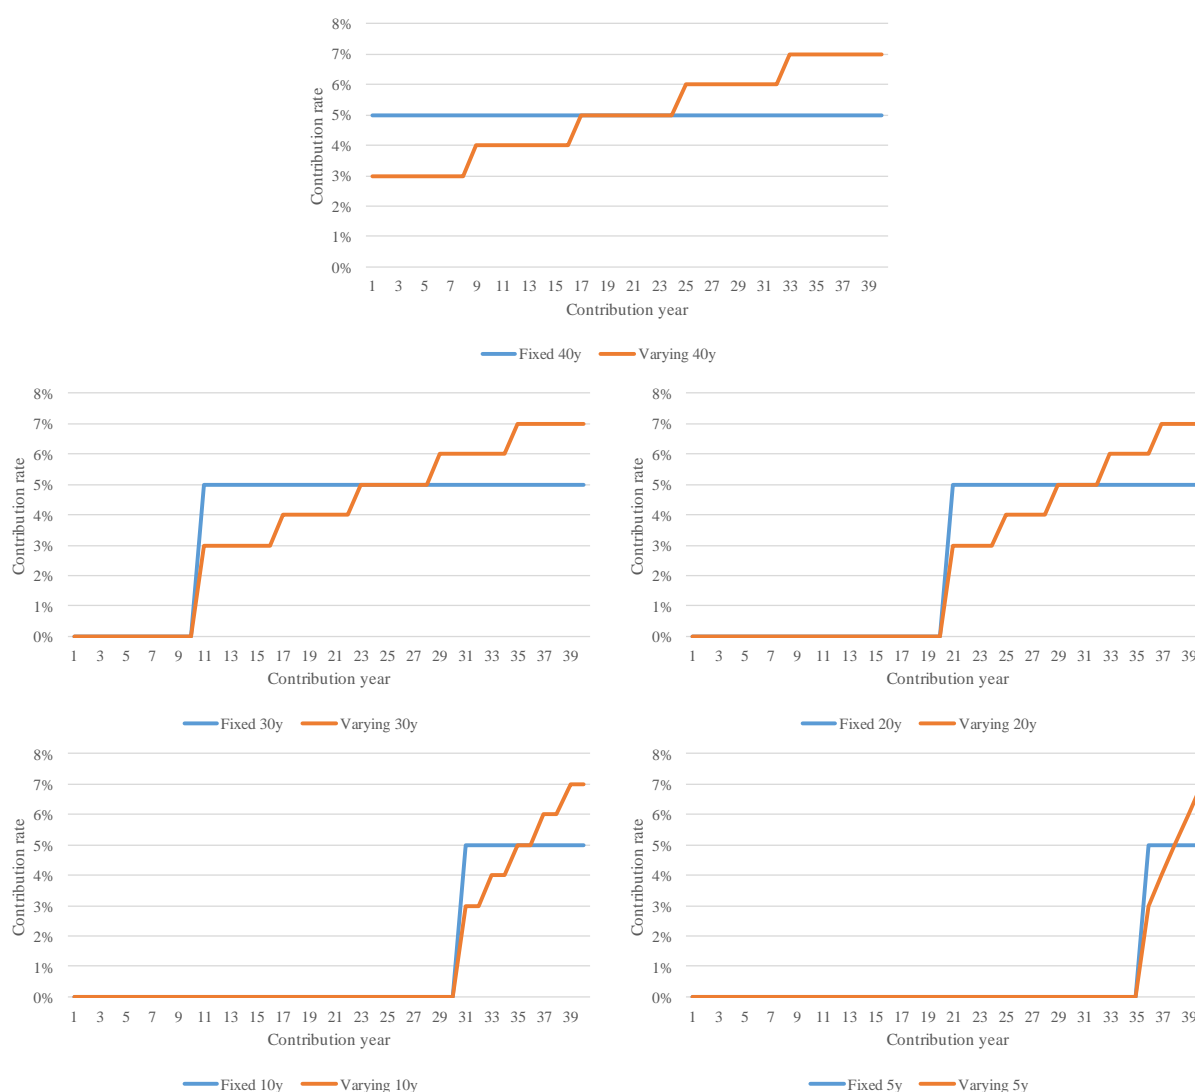 8%
7%
6%
5%
4%
3%
2%
1%
0%
Contribution rate
1 3 5 7 9 11 13 15 17 19 21 23 25 27 29 31 33 35 37 39
Contribution year
Fixed 40y Varying 40y
8%
7%
6%
5%
4%
3%
2%
1%
0%
Contribution rate
1 3 5 7 9 11 13 15 17 19 21 23 25 27 29 31 33 35 37 39
Contribution year
Fixed 30y Varying 30y
8%
7%
6%
5%
4%
3%
2%
1%
0%
Contribution rate
1 3 5 7 9 11 13 15 17 19 21 23 25 27 29 31 33 35 37 39
Contribution year
Fixed 20y Varying 20y
8%
7%
6%
5%
4%
3%
2%
1%
0%
Contribution rate
1 3 5 7 9 11 13 15 17 19 21 23 25 27 29 31 33 35 37 39
Contribution year
Fixed 10y Varying 10y
8%
7%
6%
5%
4%
3%
2%
1%
0%
Contribution rate
1 3 5 7 9 11 13 15 17 19 21 23 25 27 29 31 33 35 37 39
Contribution year
Fixed 5y Varying 5y